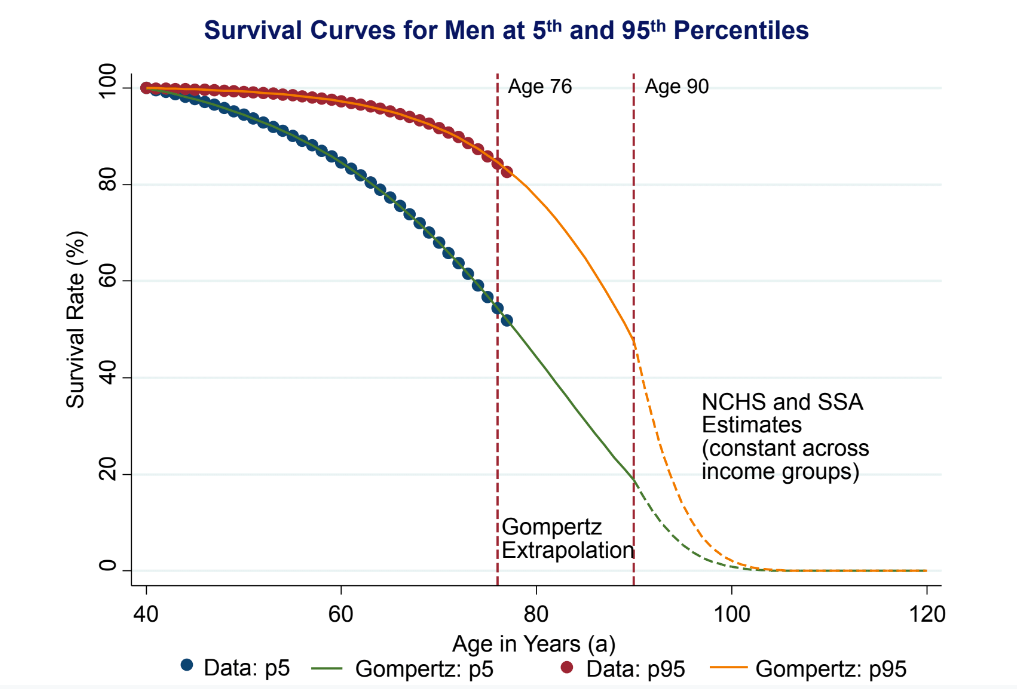 Survival Curves for Men at 5th and 95th Percentiles
Age 76
Age 90
100
80
60
40
20
0
Survival Rate (%)
NCHS and SSA
Estimates
(constant across
income groups)
Gompertz
Extrapolation
40 60 80 100 120
Age in Years (a)
Data: p5 Gompertz: p5 Data: p95 Gompertz: p95